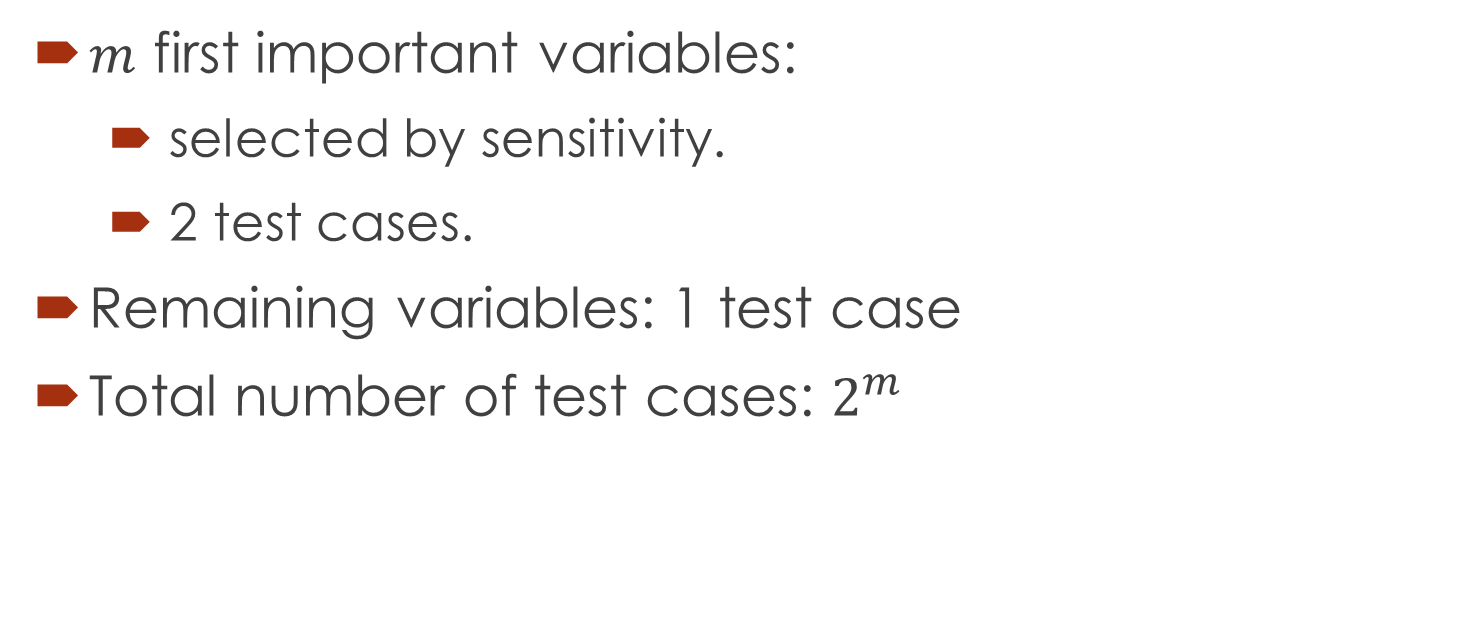 m first important variables:
selected by sensitivity.
2 test cases.
Remaining variables: 1 test case
Total number of test cases: 2^m